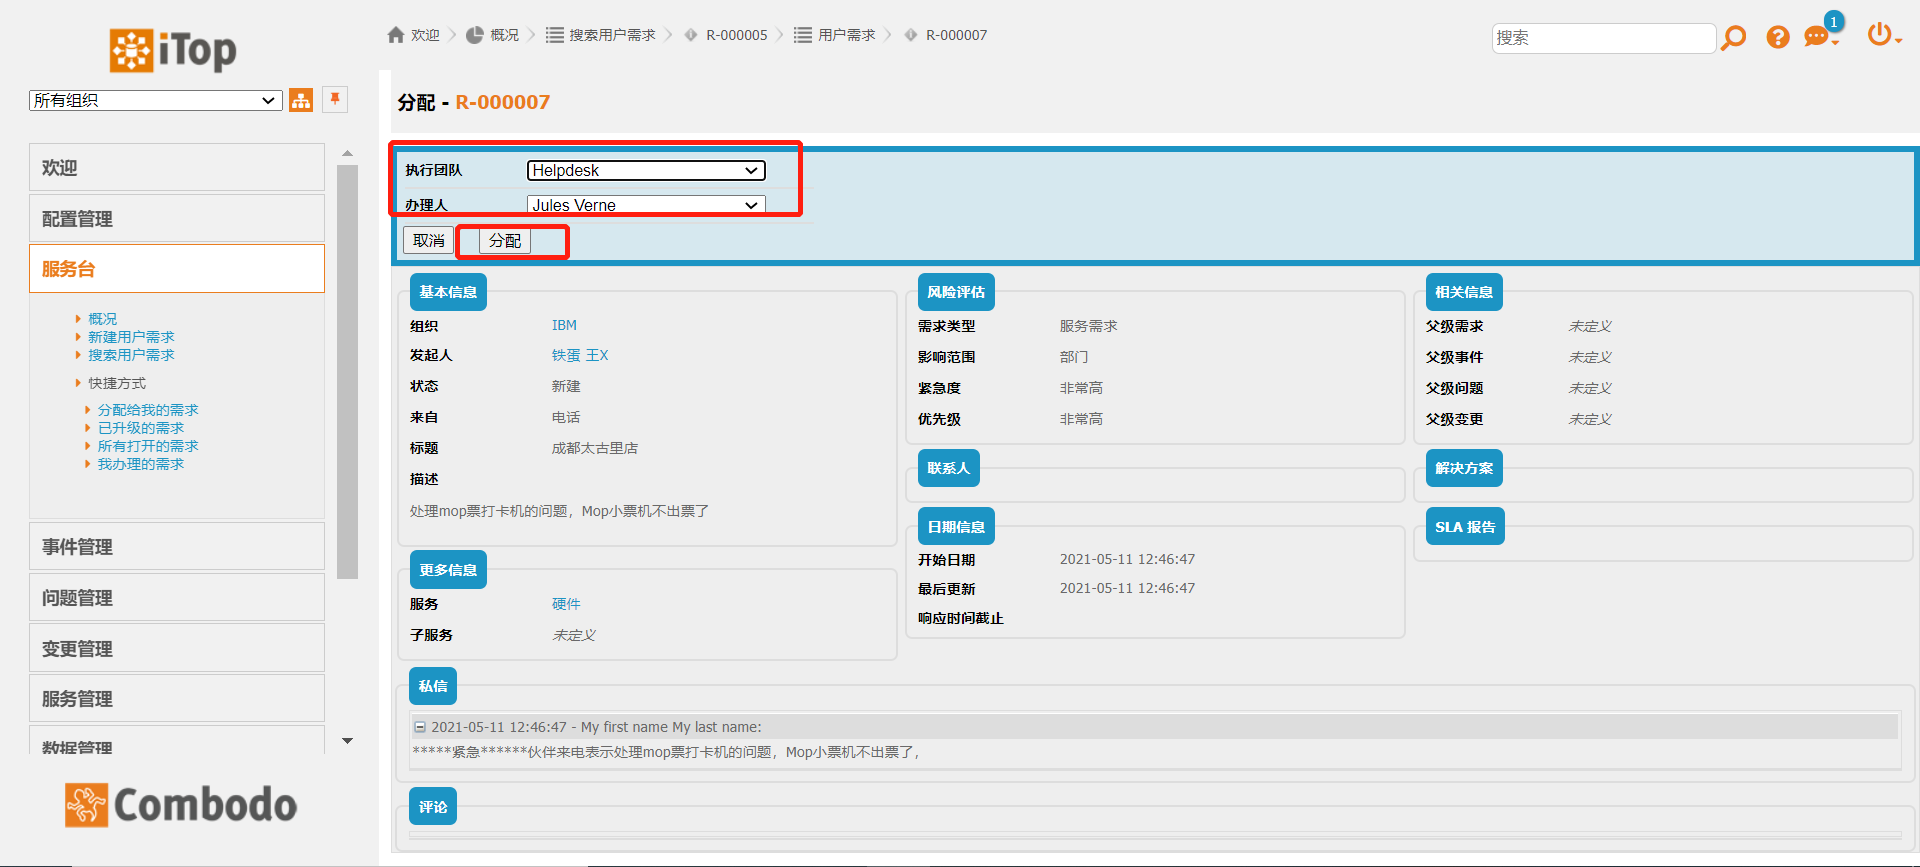 iTop
所有组织
欢迎
配置管理
服务台
概况
新建用户需求
搜索用户需求
快捷方式
分配给我的需求
已升级的需求
所有打开的需求
我办理的需求
事件管理
问题管理
变更管理
服务管理
数据管理
Combodo
欢迎 概况 搜索用户需求 R-000005 用户需求 R-000007
搜索
1
分配 - R-000007
执行团队 Helpdesk
办理人 Jules Verne
取消 分配
基本信息
组织 IBM
发起人 铁蛋 王X
状态 新建
来自 电话
标题 成都太古里店
描述
处理mop票打卡机的问题，Mop小票机不出票了
更多信息
服务 硬件
子服务 未定义
风险评估
需求类型 服务需求
影响范围 部门
紧急度 非常高
优先级 非常高
联系人
日期信息
开始日期 2021-05-11 12:46:47
最后更新 2021-05-11 12:46:47
响应时间截止
相关信息
父级需求 未定义
父级事件 未定义
父级问题 未定义
父级变更 未定义
解决方案
SLA 报告
私信
2021-05-11 12:46:47 - My first name My last name:
*****紧急******伙伴来电表示处理mop票打卡机的问题，Mop小票机不出票了，
评论